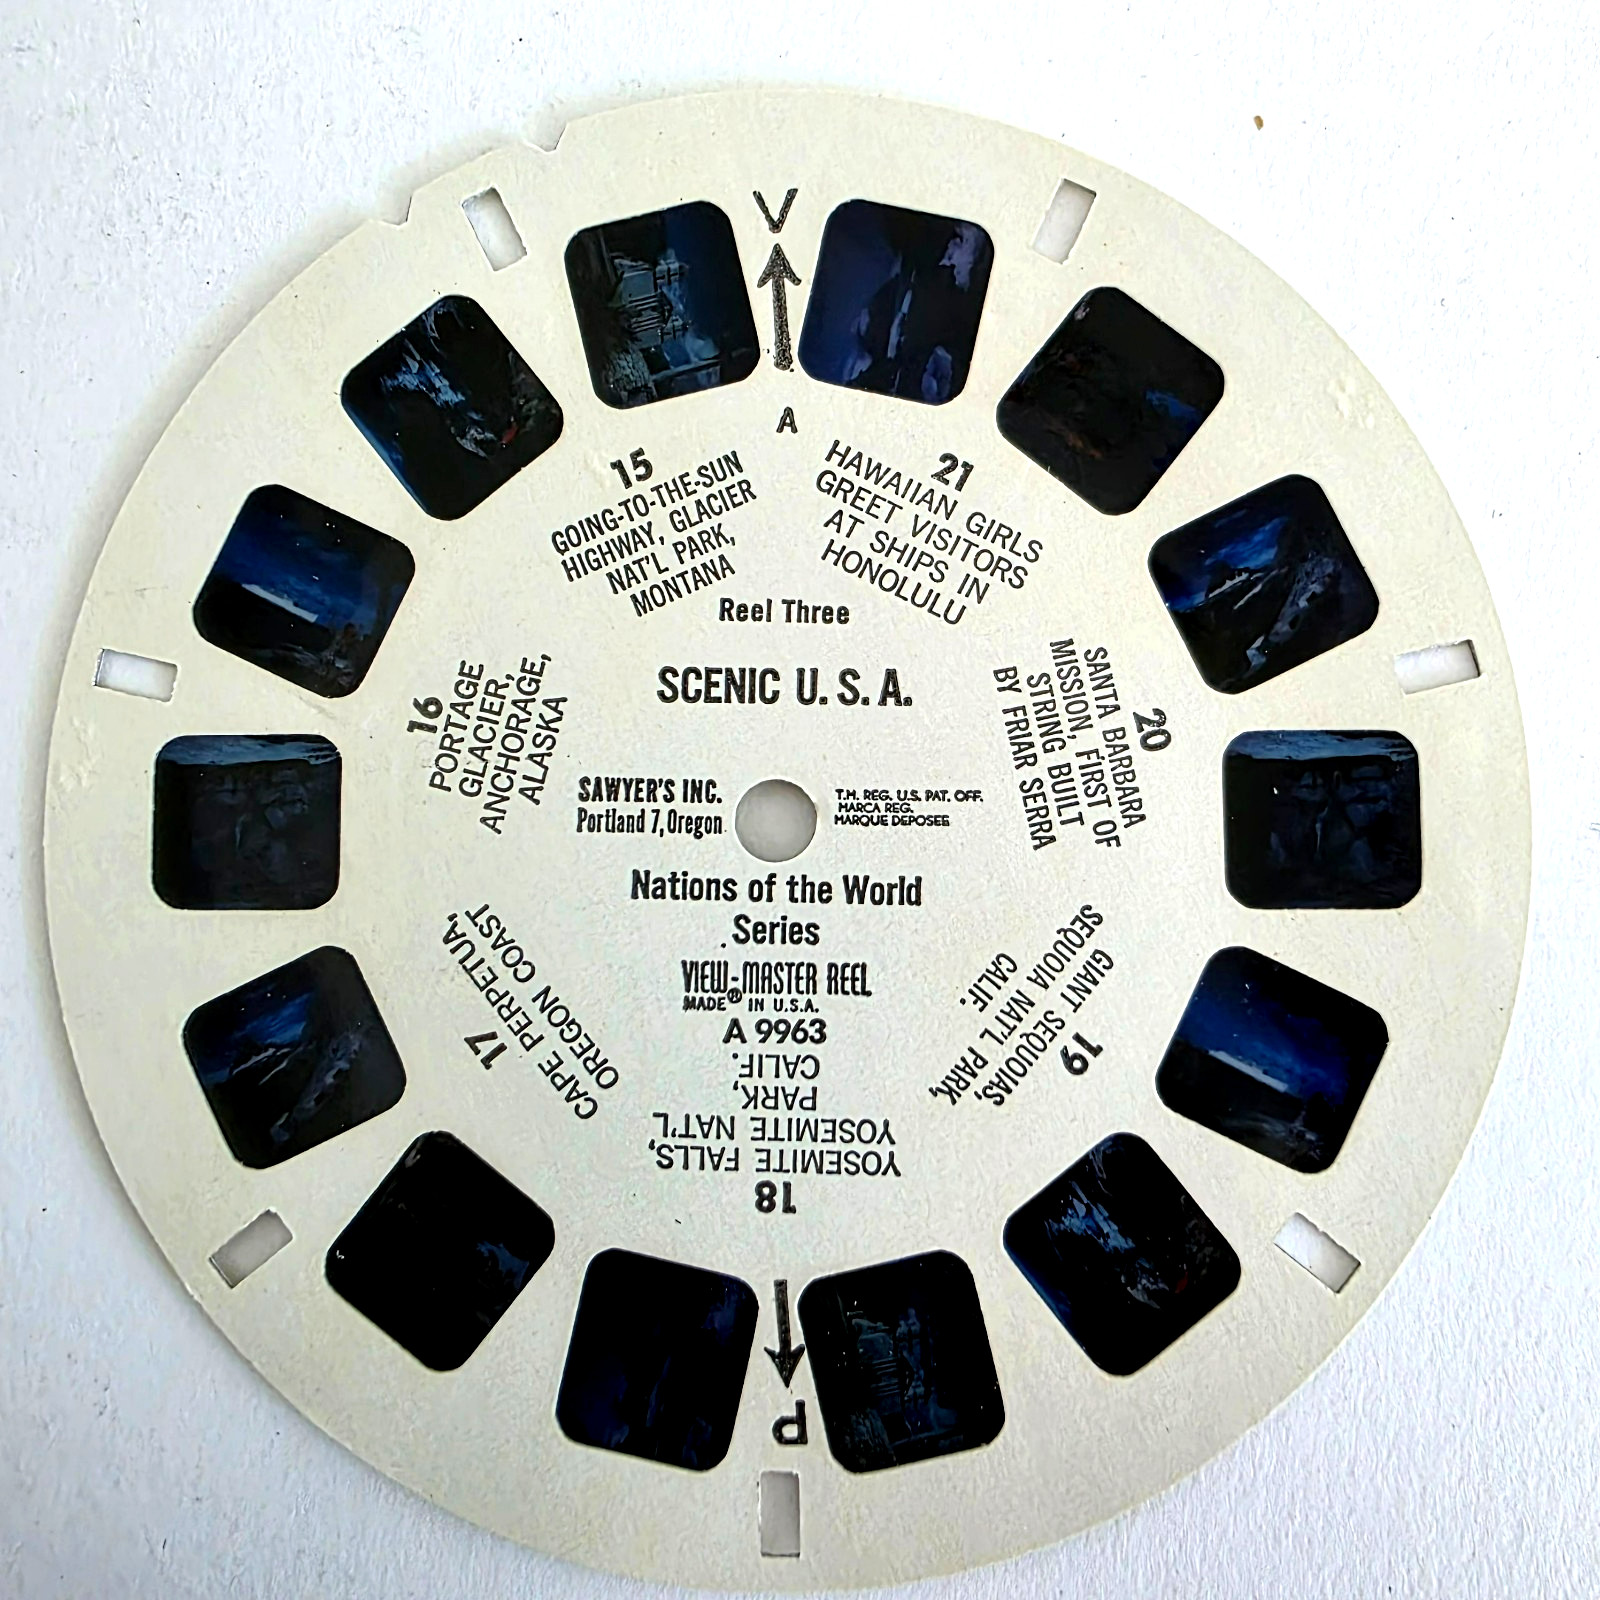 V
A
15
GOING-TO-THE-SUN
HIGHWAY, GLACIER
NAT'L PARK,
MONTANA
21
HAWAIIAN GIRLS
GREET VISITORS
AT SHIPS IN
HONOLULU
Reel Three
SCENIC U. S. A.
16
PORTAGE
GLACIER,
ANCHORAGE,
ALASKA
20
SANTA BARBARA
MISSION, FIRST OF
STRING BUILT
BY FRIAR SERRA
SAWYER'S INC.
Portland 7, Oregon
T.M. REG. U.S. PAT. OFF.
MARCA REG.
MARQUE DEPOSEE
Nations of the World
Series
VIEW-MASTER REEL
MADE ® IN U.S.A.
A 9963
17
CAPE PERPETUA,
OREGON COAST
19
GIANT SEQUOIAS,
SEQUOIA NAT'L PARK,
CALIF.
18
YOSEMITE FALLS,
YOSEMITE NAT'L
PARK,
CALIF.
P